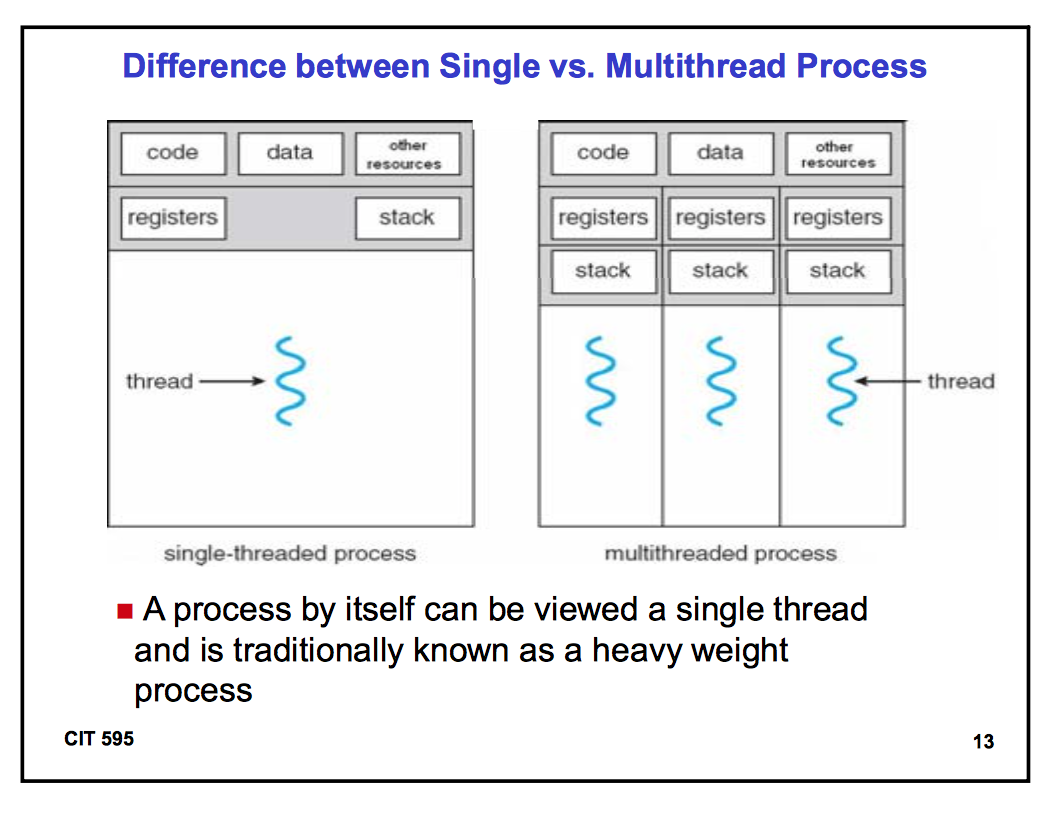 Difference between Single vs. Multithread Process
code data other resources
registers stack
thread
single-threaded process
code data other resources
registers registers registers
stack stack stack
thread
multithreaded process
■ A process by itself can be viewed a single thread
and is traditionally known as a heavy weight
process
CIT 595
13